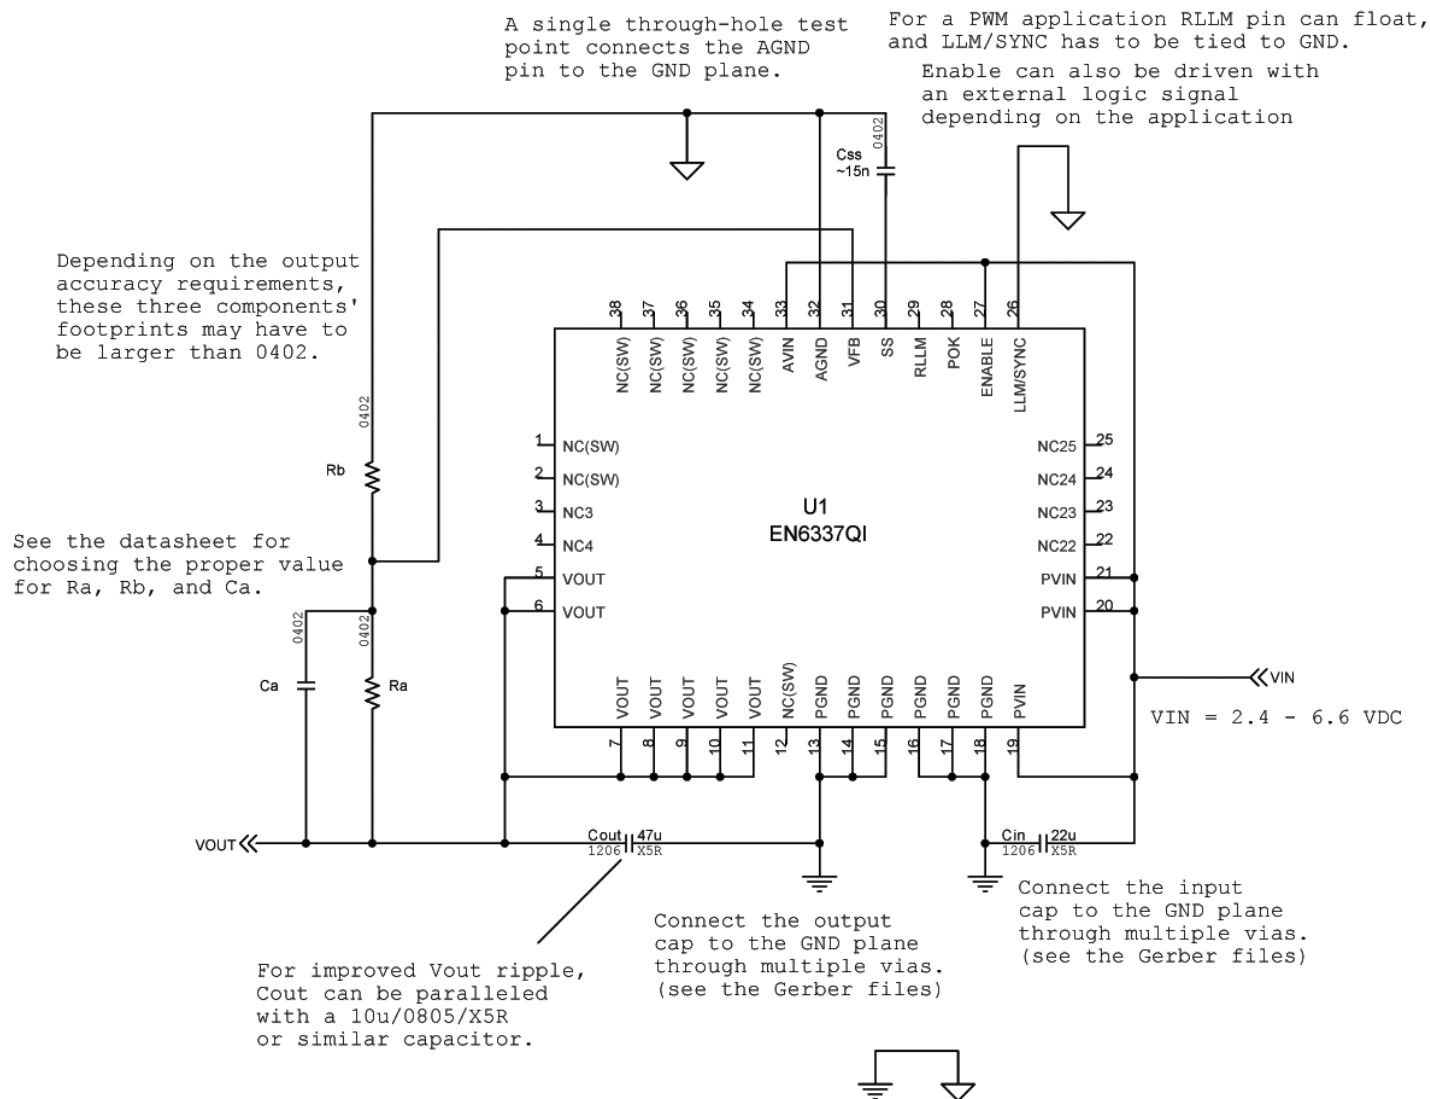 A single through-hole test
point connects the AGND
pin to the GND plane.
For a PWM application RLLM pin can float,
and LLM/SYNC has to be tied to GND.
Enable can also be driven with
an external logic signal
depending on the application
0402
Css
~15n
Depending on the output
accuracy requirements,
these three components'
footprints may have to
be larger than 0402.
38 37 36 35 34 33 32 31 30 29 28 27 26
NC(SW) NC(SW) NC(SW) NC(SW) NC(SW) AVIN AGND VFB SS RLLM POK ENABLE LLM/SYNC
0402
Rb
1 NC(SW)
2 NC(SW)
3 NC3
4 NC4
5 VOUT
6 VOUT
U1
EN6337QI
NC25 25
NC24 24
NC23 23
NC22 22
PVIN 21
PVIN 20
See the datasheet for
choosing the proper value
for Ra, Rb, and Ca.
0402
0402
Ca
Ra
VOUT VOUT VOUT VOUT VOUT NC(SW) PGND PGND PGND PGND PGND PGND PVIN
7 8 9 10 11 12 13 14 15 16 17 18 19
VIN
VIN = 2.4 - 6.6 VDC
VOUT
Cout 47u
1206 X5R
Cin 22u
1206 X5R
Connect the input
cap to the GND plane
through multiple vias.
(see the Gerber files)
Connect the output
cap to the GND plane
through multiple vias.
(see the Gerber files)
For improved Vout ripple,
Cout can be paralleled
with a 10u/0805/X5R
or similar capacitor.